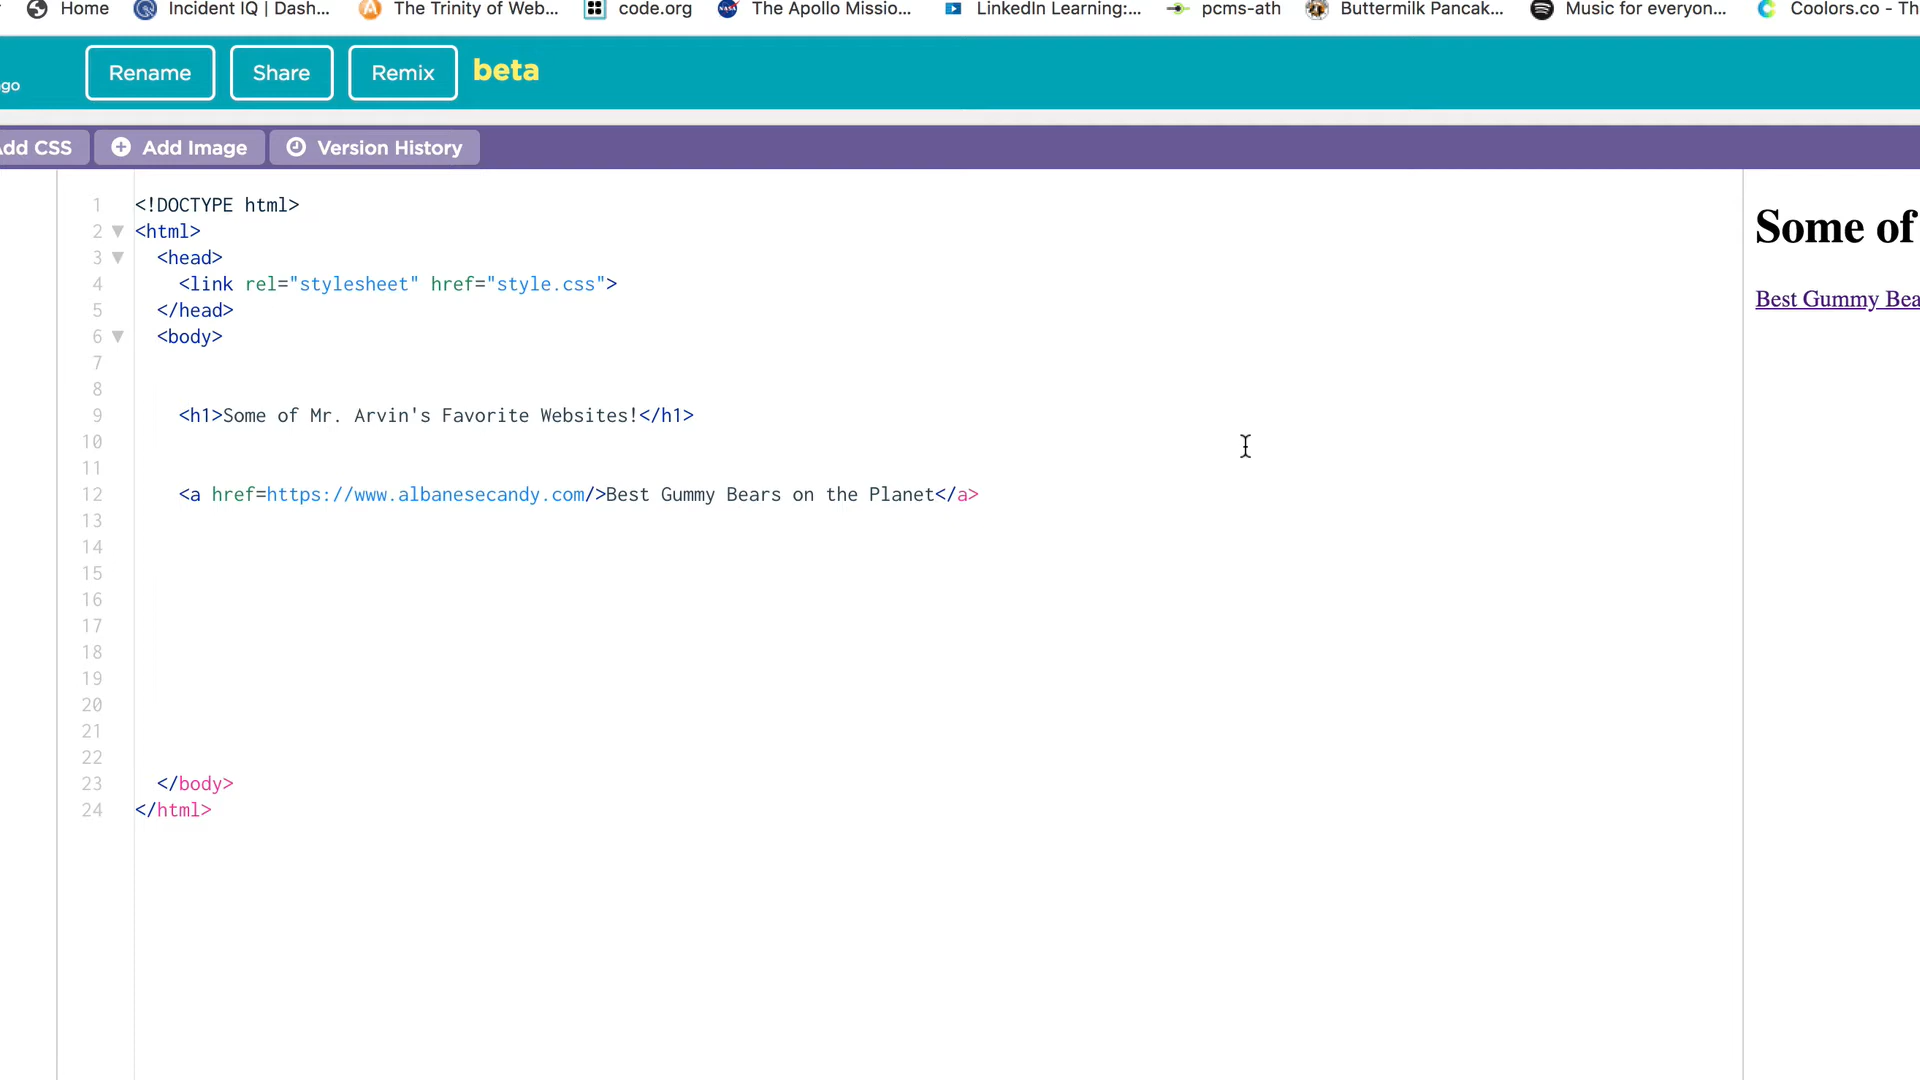 Home Incident IQ | Dash... The Trinity of Web... code.org The Apollo Missio... LinkedIn Learning:... pcms-ath Buttermilk Pancak... Music for everyon... Coolors.co - Th
go Rename Share Remix beta
dd CSS Add Image Version History
1 <!DOCTYPE html>
2 <html>
3 <head>
4 <link rel="stylesheet" href="style.css">
5 </head>
6 <body>
7
8
9 <h1>Some of Mr. Arvin's Favorite Websites!</h1>
10
11
12 <a href=https://www.albanesecandy.com/>Best Gummy Bears on the Planet</a>
13
14
15
16
17
18
19
20
21
22
23 </body>
24 </html>
Some of
Best Gummy Bea